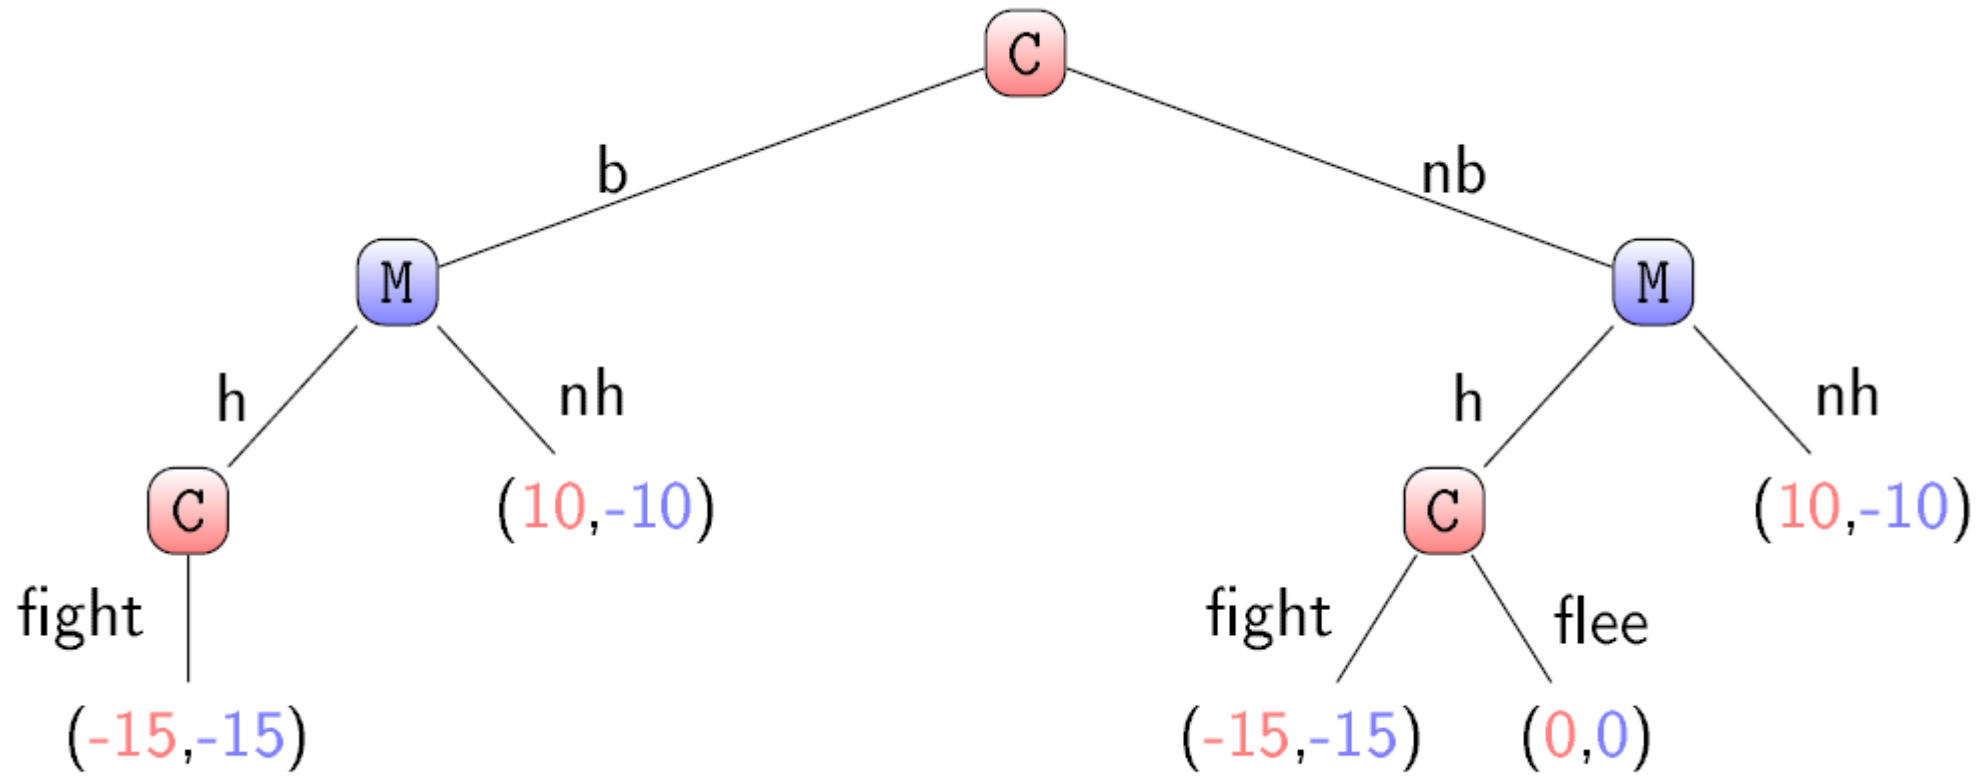 C
b nb
M M
h nh h nh
C (10,-10) C (10,-10)
fight fight flee
(-15,-15) (-15,-15) (0,0)